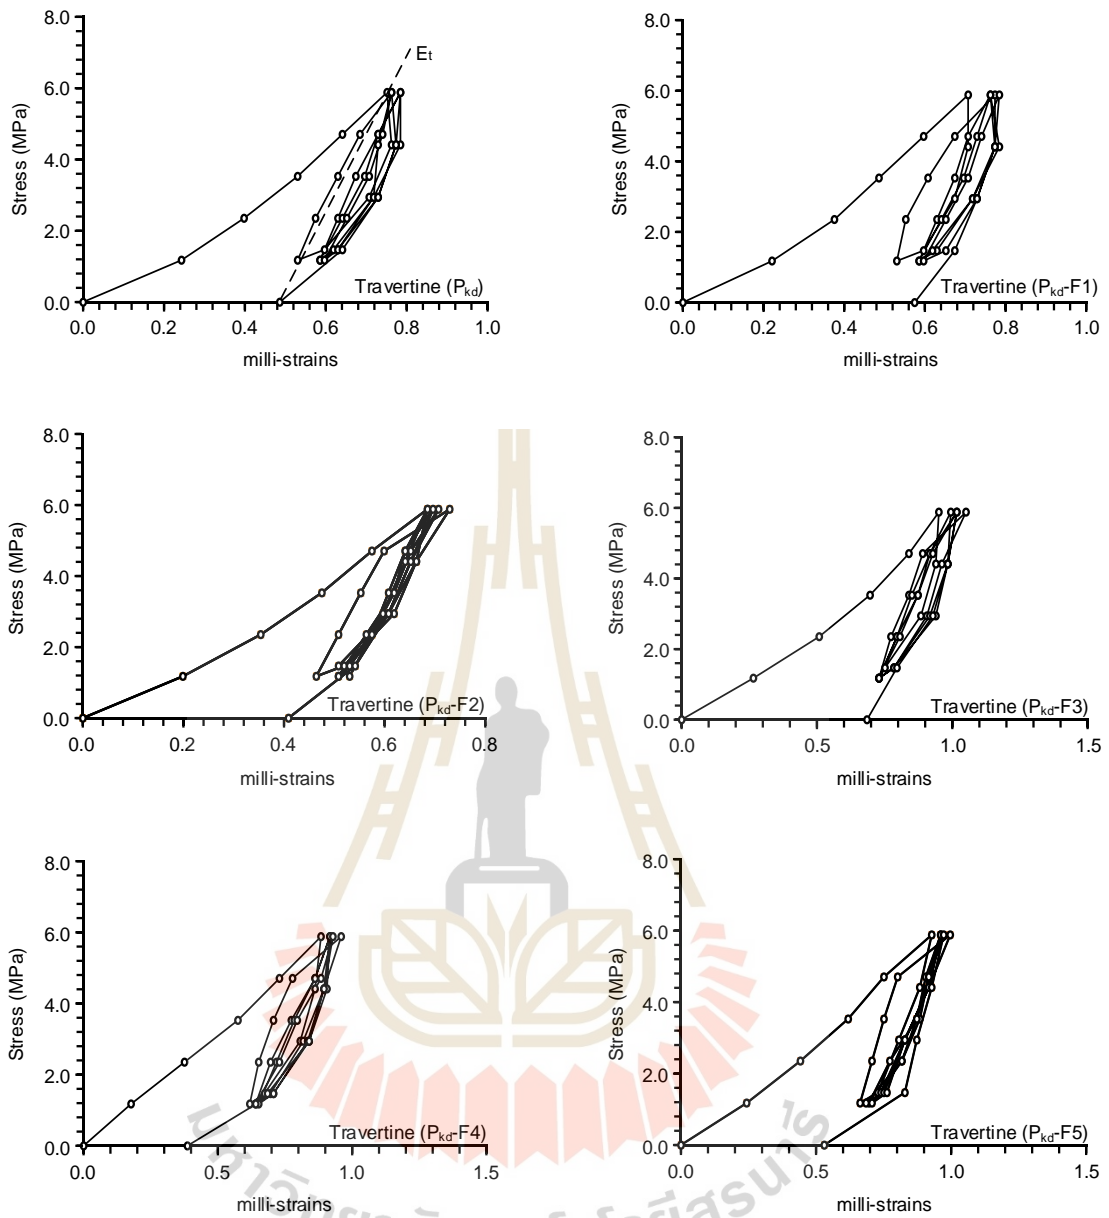 8.0
6.0
4.0
2.0
0.0
Stress (MPa)
Et
Travertine (Pkd)
0.0 0.2 0.4 0.6 0.8 1.0
milli-strains
8.0
6.0
4.0
2.0
0.0
Stress (MPa)
Travertine (Pkd-F1)
0.0 0.2 0.4 0.6 0.8 1.0
milli-strains
8.0
6.0
4.0
2.0
0.0
Stress (MPa)
Travertine (Pkd-F2)
0.0 0.2 0.4 0.6 0.8
milli-strains
8.0
6.0
4.0
2.0
0.0
Stress (MPa)
Travertine (Pkd-F3)
0.0 0.5 1.0 1.5
milli-strains
8.0
6.0
4.0
2.0
0.0
Stress (MPa)
Travertine (Pkd-F4)
0.0 0.5 1.0 1.5
milli-strains
8.0
6.0
4.0
2.0
0.0
Stress (MPa)
Travertine (Pkd-F5)
0.0 0.5 1.0 1.5
milli-strains